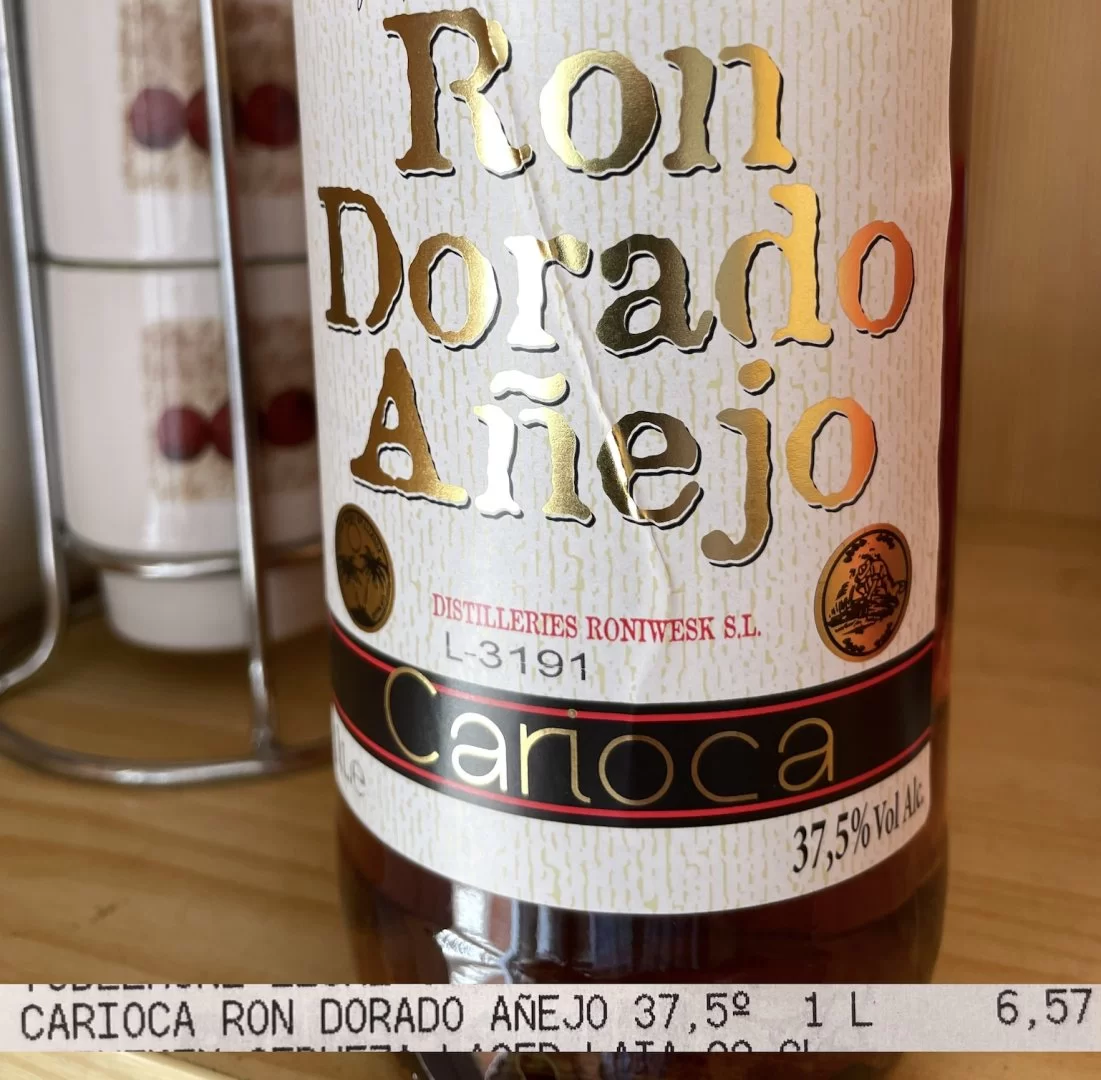 Ron
Dorado
Añejo
DISTILLERIES RONIWESK S.L.
L-3191
Carioca
1Le
37,5% Vol Alc.
CARIOCA RON DORADO AÑEJO 37,5º 1 L 6,57